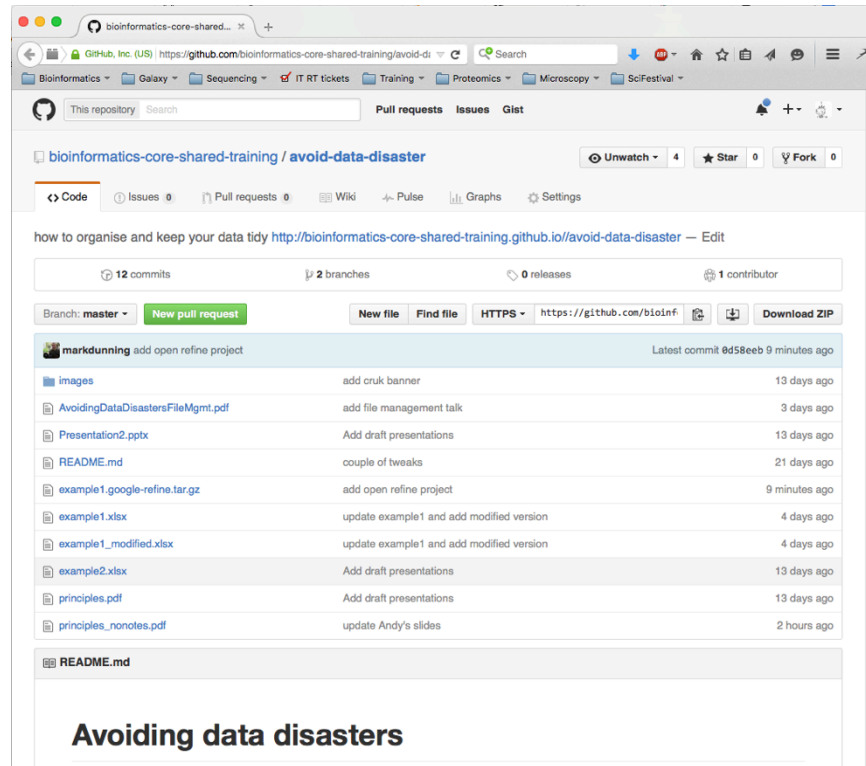 bioinformatics-core-shared... × +
GitHub, Inc. (US) https://github.com/bioinformatics-core-shared-training/avoid-da Search
Bioinformatics Galaxy Sequencing IT RT tickets Training Proteomics Microscopy SciFestival
This repository Search Pull requests Issues Gist
bioinformatics-core-shared-training / avoid-data-disaster Unwatch 4 Star 0 Fork 0
Code Issues 0 Pull requests 0 Wiki Pulse Graphs Settings
how to organise and keep your data tidy http://bioinformatics-core-shared-training.github.io//avoid-data-disaster — Edit
12 commits 2 branches 0 releases 1 contributor
Branch: master New pull request New file Find file HTTPS https://github.com/bioinf Download ZIP
markdunning add open refine project Latest commit 0d58eeb 9 minutes ago
images add cruk banner 13 days ago
AvoidingDataDisastersFileMgmt.pdf add file management talk 3 days ago
Presentation2.pptx Add draft presentations 13 days ago
README.md couple of tweaks 21 days ago
example1.google-refine.tar.gz add open refine project 9 minutes ago
example1.xlsx update example1 and add modified version 4 days ago
example1_modified.xlsx update example1 and add modified version 4 days ago
example2.xlsx Add draft presentations 13 days ago
principles.pdf Add draft presentations 13 days ago
principles_nonotes.pdf update Andy's slides 2 hours ago
README.md
Avoiding data disasters